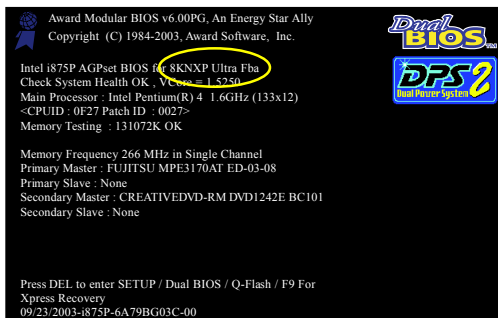 Award Modular BIOS v6.00PG, An Energy Star Ally
Copyright (C) 1984-2003, Award Software, Inc.
Dual
BIOS TM
Intel i875P AGPset BIOS for 8KNXP Ultra Fba
Check System Health OK , VCore = 1.5250
Main Processor : Intel Pentium(R) 4 1.6GHz (133x12)
<CPUID : 0F27 Patch ID : 0027>
Memory Testing : 131072K OK
DPS 2
Dual Power System
Memory Frequency 266 MHz in Single Channel
Primary Master : FUJITSU MPE3170AT ED-03-08
Primary Slave : None
Secondary Master : CREATIVEDVD-RM DVD1242E BC101
Secondary Slave : None
Press DEL to enter SETUP / Dual BIOS / Q-Flash / F9 For
Xpress Recovery
09/23/2003-i875P-6A79BG03C-00